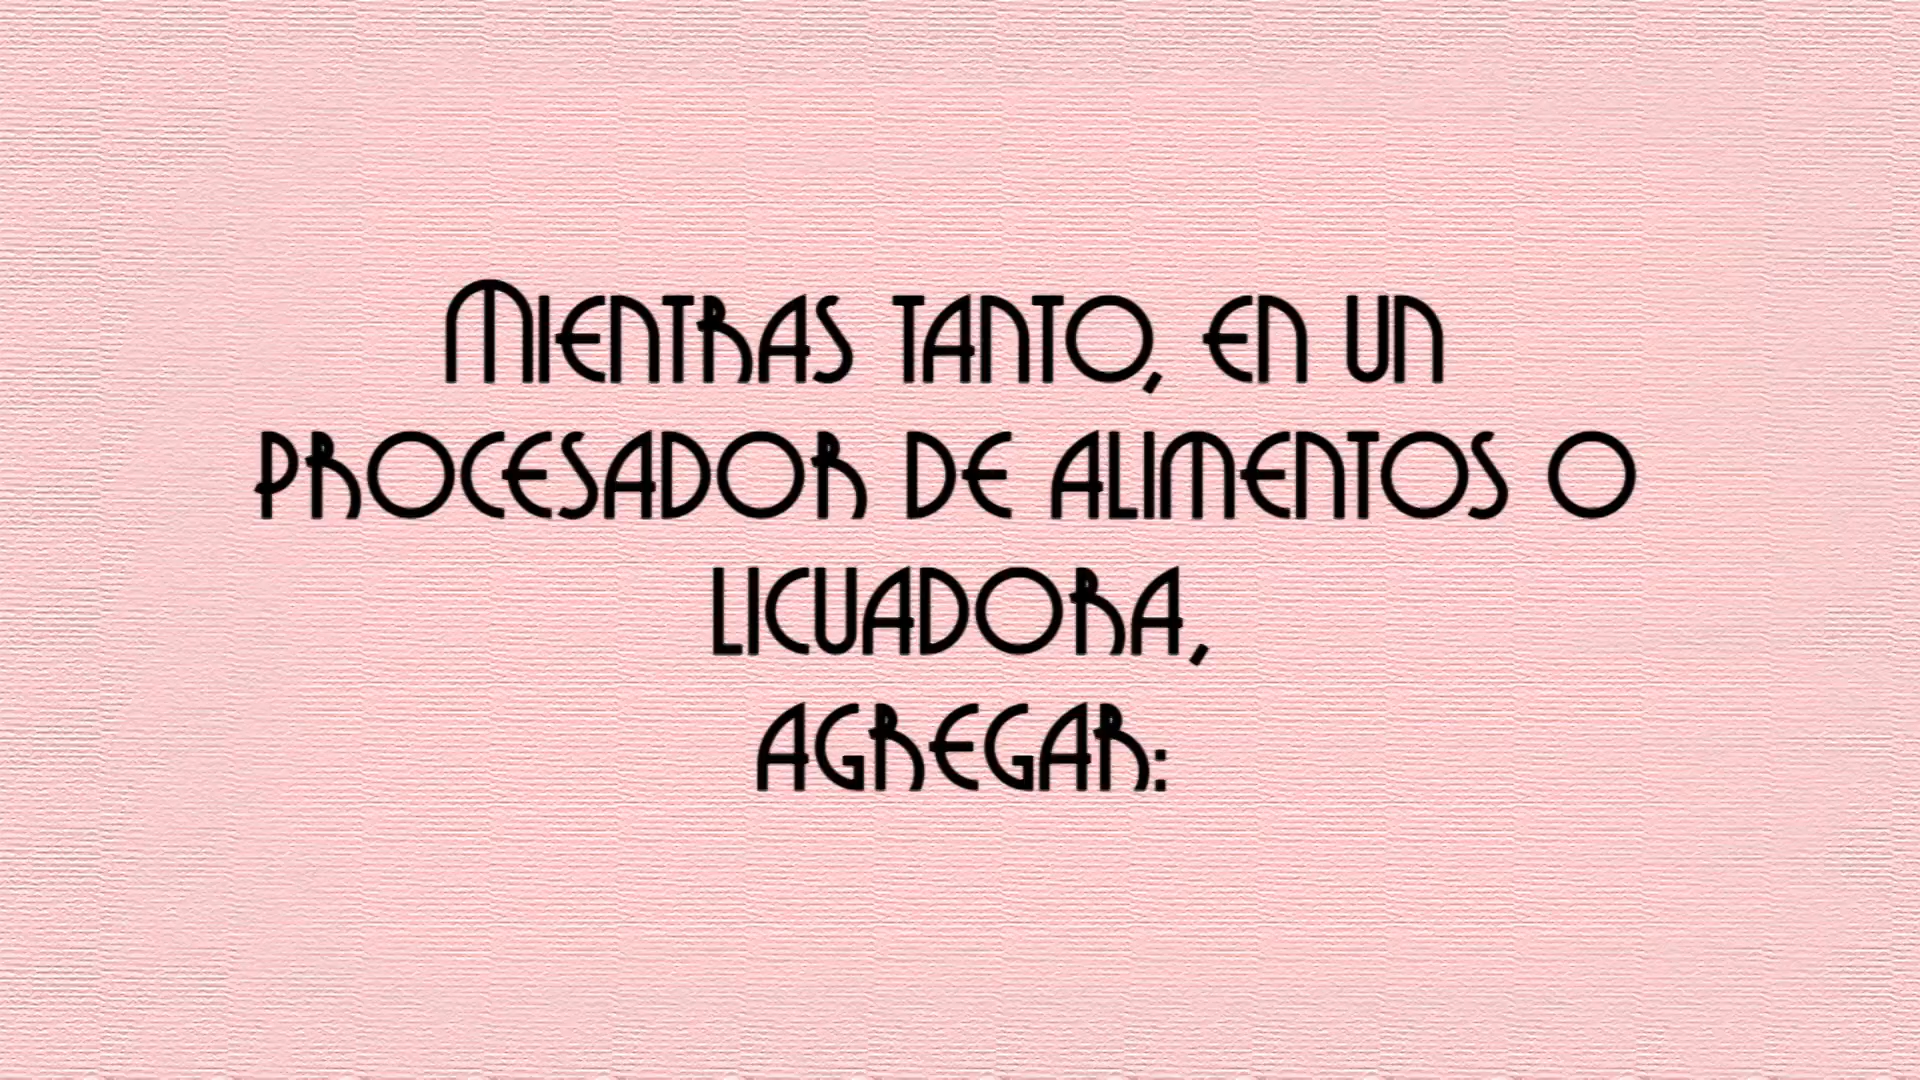 Mientras tanto, en un
procesador de alimentos o
licuadora,
agregar: